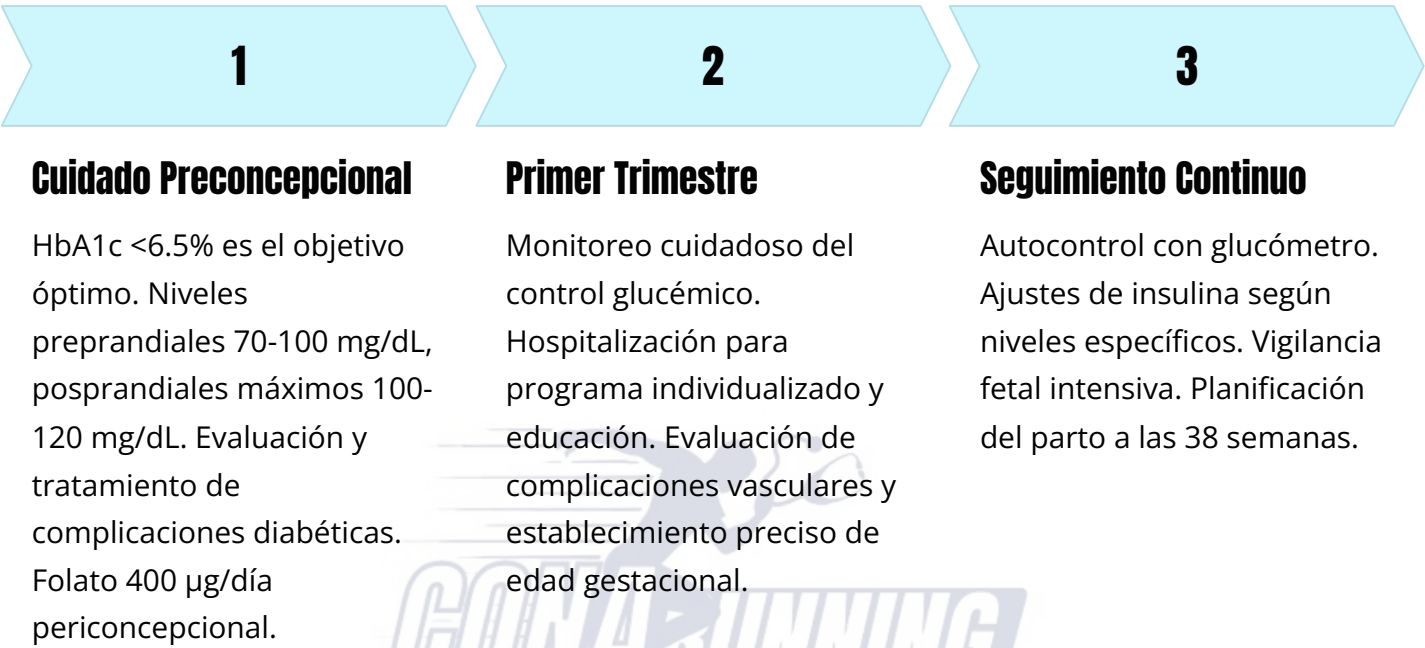 1
2
3
Cuidado Preconcepcional
HbA1c <6.5% es el objetivo
óptimo. Niveles
preprandiales 70-100 mg/dL,
posprandiales máximos 100-
120 mg/dL. Evaluación y
tratamiento de
complicaciones diabéticas.
Folato 400 µg/día
periconcepcional.
Primer Trimestre
Monitoreo cuidadoso del
control glucémico.
Hospitalización para
programa individualizado y
educación. Evaluación de
complicaciones vasculares y
establecimiento preciso de
edad gestacional.
Seguimiento Continuo
Autocontrol con glucómetro.
Ajustes de insulina según
niveles específicos. Vigilancia
fetal intensiva. Planificación
del parto a las 38 semanas.